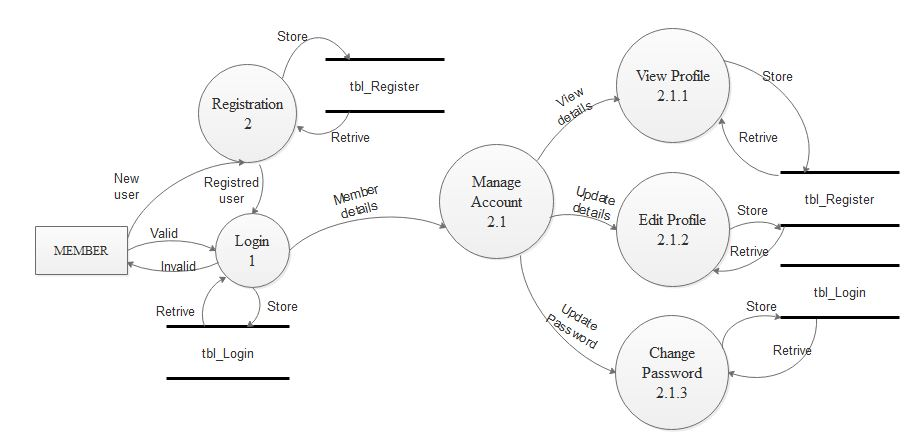 Store
tbl_Register
Retrive
Registration
2
New
user
Registred
user
MEMBER
Valid
Invalid
Login
1
Retrive
Store
tbl_Login
Member
details
Manage
Account
2.1
View
details
Update
details
Update
Password
View Profile
2.1.1
Store
Retrive
tbl_Register
Edit Profile
2.1.2
Store
Retrive
tbl_Login
Change
Password
2.1.3
Store
Retrive